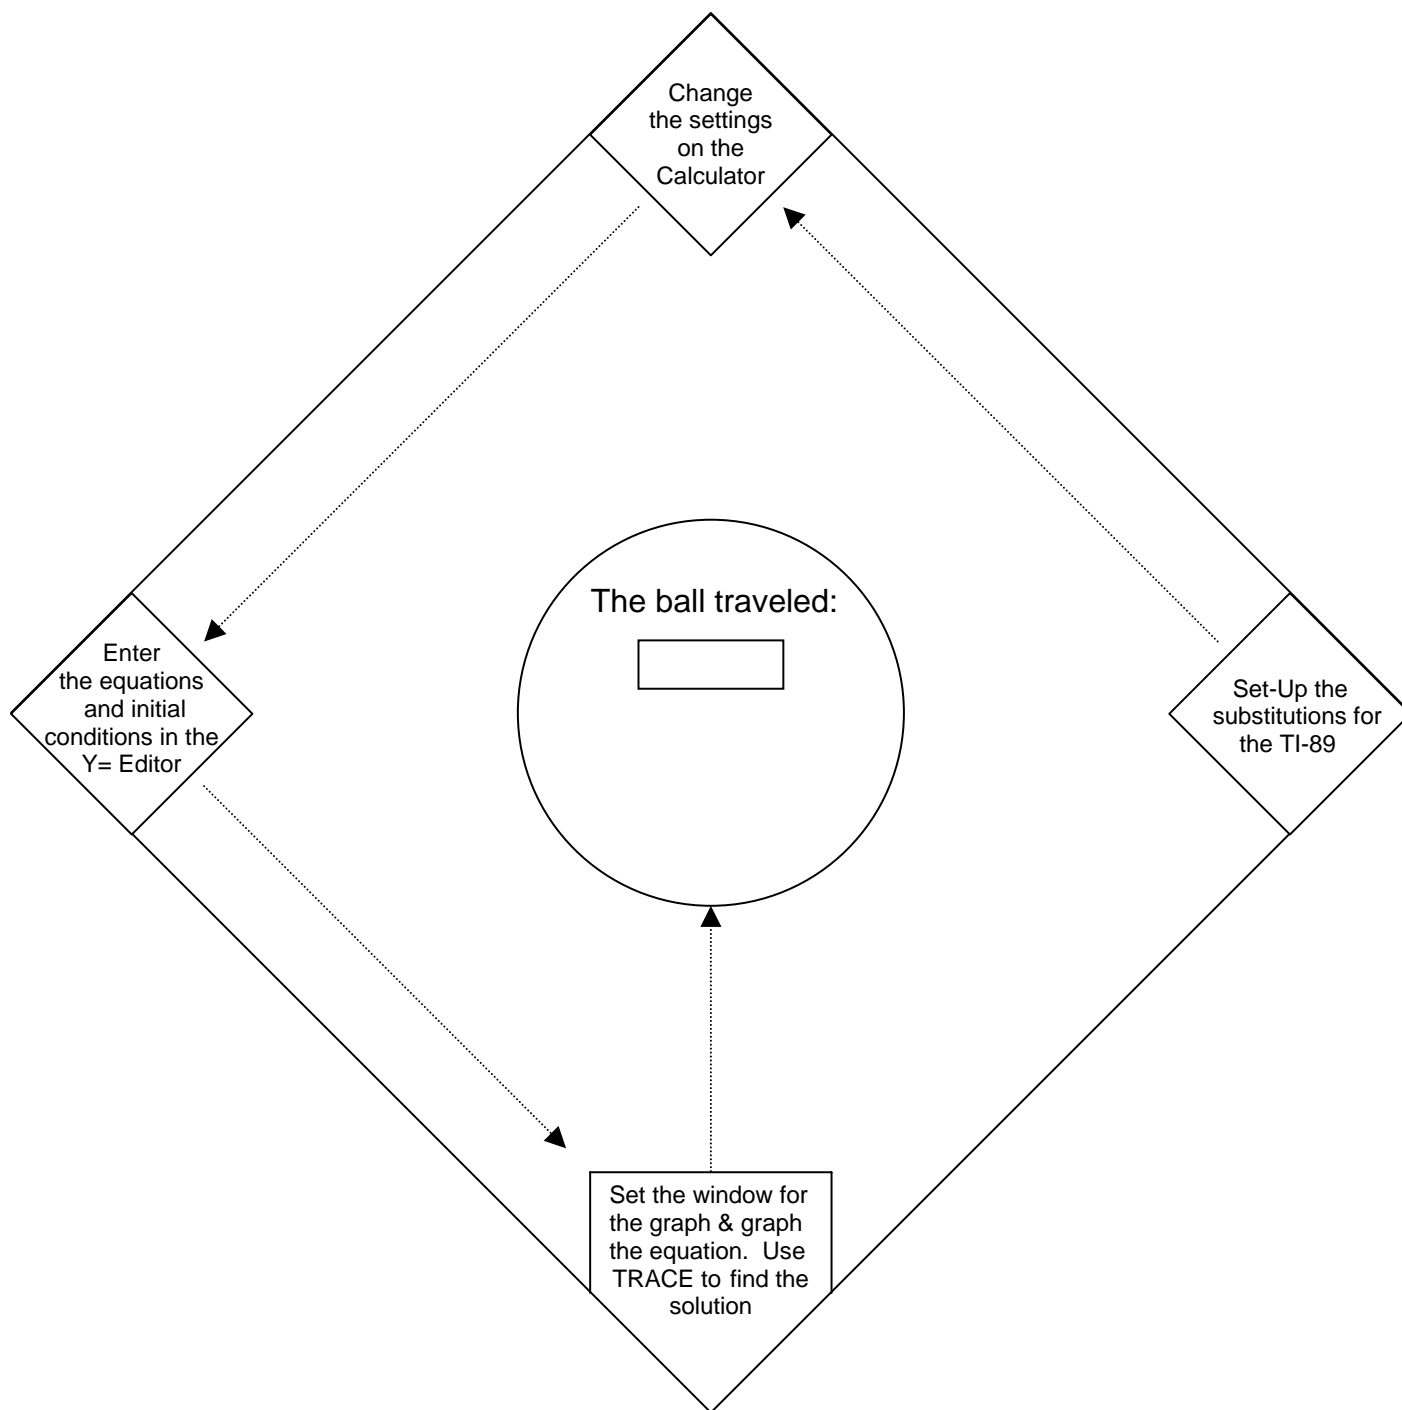 Change
the settings
on the
Calculator
The ball traveled:
Enter
the equations
and initial
conditions in the
Y= Editor
Set-Up the
substitutions for
the TI-89
Set the window for
the graph & graph
the equation.  Use
TRACE to find the
solution